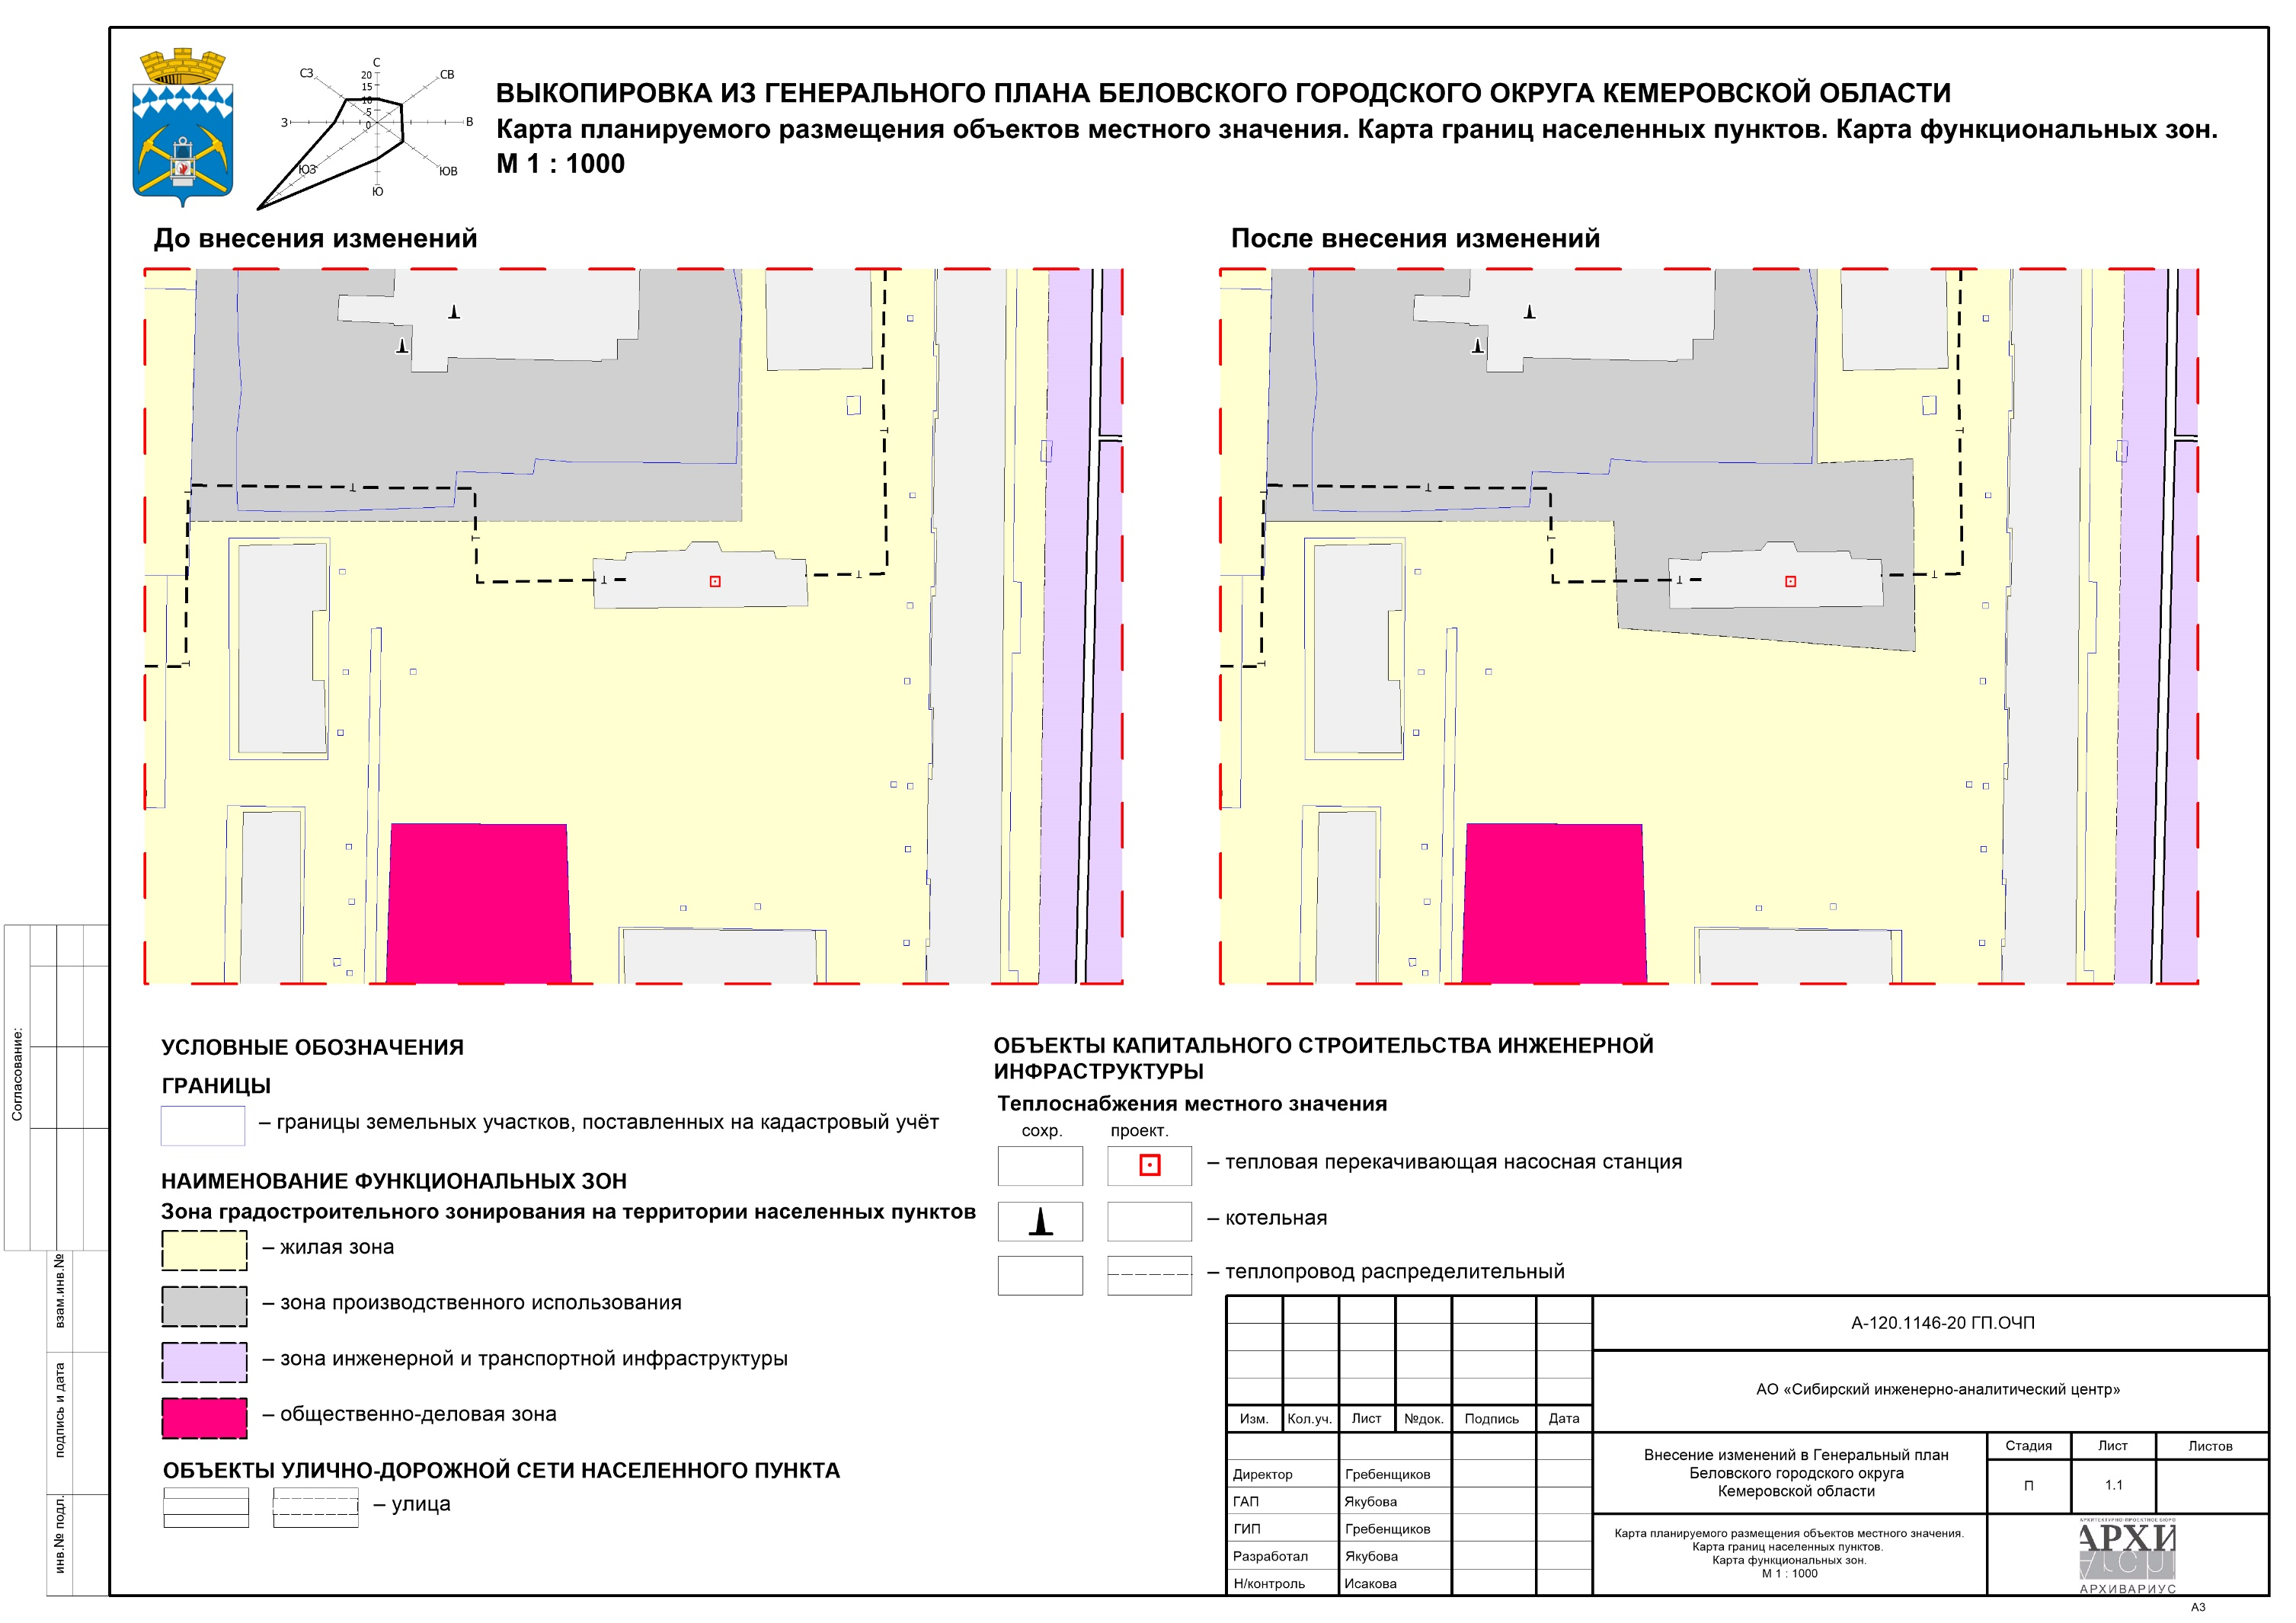 С
СЗ
СВ
20
15
10
5
0
З
В
ЮЗ
ЮВ
Ю
ВЫКОПИРОВКА ИЗ ГЕНЕРАЛЬНОГО ПЛАНА БЕЛОВСКОГО ГОРОДСКОГО ОКРУГА КЕМЕРОВСКОЙ ОБЛАСТИ
Карта планируемого размещения объектов местного значения. Карта границ населенных пунктов. Карта функциональных зон.
М 1 : 1000
До внесения изменений
После внесения изменений
УСЛОВНЫЕ ОБОЗНАЧЕНИЯ
ГРАНИЦЫ
– границы земельных участков, поставленных на кадастровый учёт
НАИМЕНОВАНИЕ ФУНКЦИОНАЛЬНЫХ ЗОН
Зона градостроительного зонирования на территории населенных пунктов
– жилая зона
– зона производственного использования
– зона инженерной и транспортной инфраструктуры
– общественно-деловая зона
ОБЪЕКТЫ УЛИЧНО-ДОРОЖНОЙ СЕТИ НАСЕЛЕННОГО ПУНКТА
– улица
ОБЪЕКТЫ КАПИТАЛЬНОГО СТРОИТЕЛЬСТВА ИНЖЕНЕРНОЙ
ИНФРАСТРУКТУРЫ
Теплоснабжения местного значения
сохр. проект.
– тепловая перекачивающая насосная станция
– котельная
– теплопровод распределительный
Согласование:
взам.инв.№
подпись и дата
инв.№ подл.
А-120.1146-20 ГП.ОЧП
АО «Сибирский инженерно-аналитический центр»
Изм. Кол.уч. Лист №док. Подпись Дата
Директор Гребенщиков
ГАП Якубова
ГИП Гребенщиков
Разработал Якубова
Н/контроль Исакова
Внесение изменений в Генеральный план
Беловского городского округа
Кемеровской области
Стадия Лист Листов
П 1.1
Карта планируемого размещения объектов местного значения.
Карта границ населенных пунктов.
Карта функциональных зон.
М 1 : 1000
АРХИТЕКТУРНО-ПРОЕКТНОЕ БЮРО
АРХИ
АРХИВАРИУС
А3